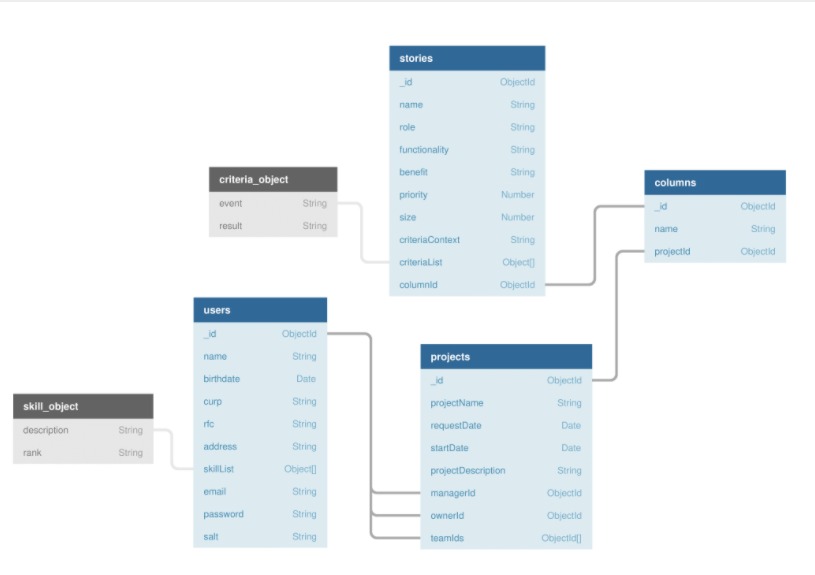 stories
_id ObjectId
name String
role String
functionality String
benefit String
priority Number
size Number
criteriaContext String
criteriaList Object[]
columnId ObjectId
criteria_object
event String
result String
columns
_id ObjectId
name String
projectId ObjectId
users
_id ObjectId
name String
birthdate Date
curp String
rfc String
address String
skillList Object[]
email String
password String
salt String
projects
_id ObjectId
projectName String
requestDate Date
startDate Date
projectDescription String
managerId ObjectId
ownerId ObjectId
teamIds ObjectId[]
skill_object
description String
rank String